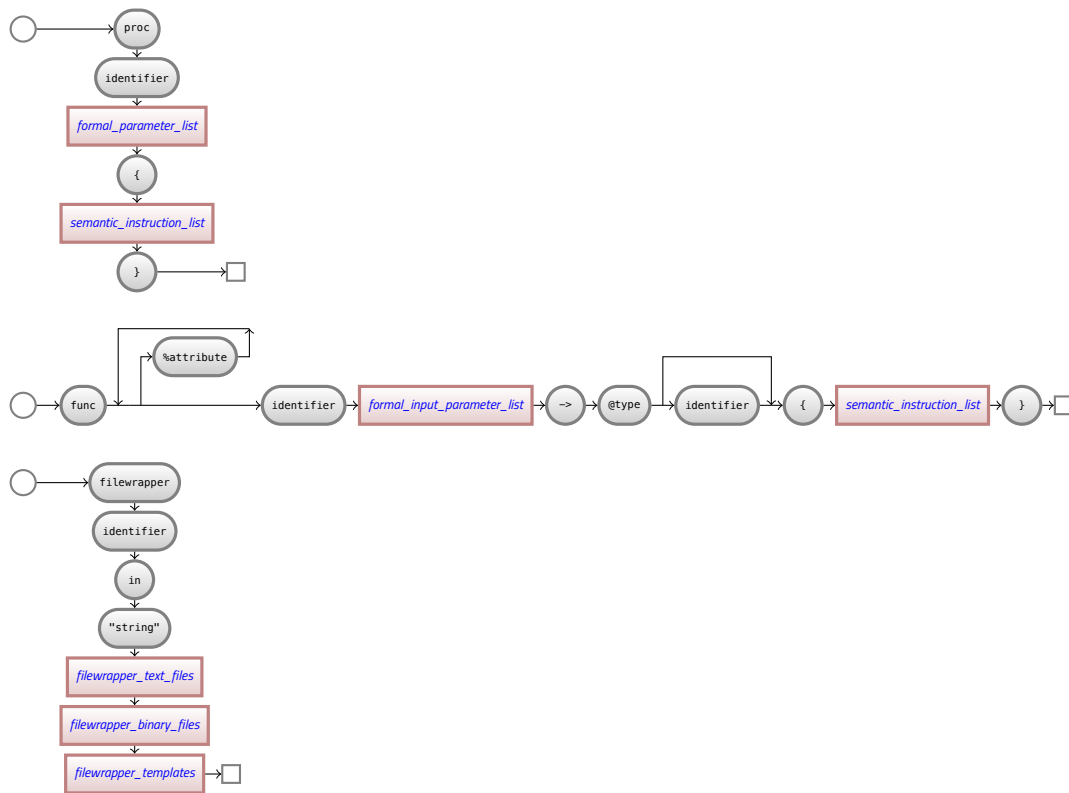 proc
identifier
formal_parameter_list
{
semantic_instruction_list
}
%attribute
func identifier formal_input_parameter_list -> @type identifier { semantic_instruction_list }
filewrapper
identifier
in
"string"
filewrapper_text_files
filewrapper_binary_files
filewrapper_templates